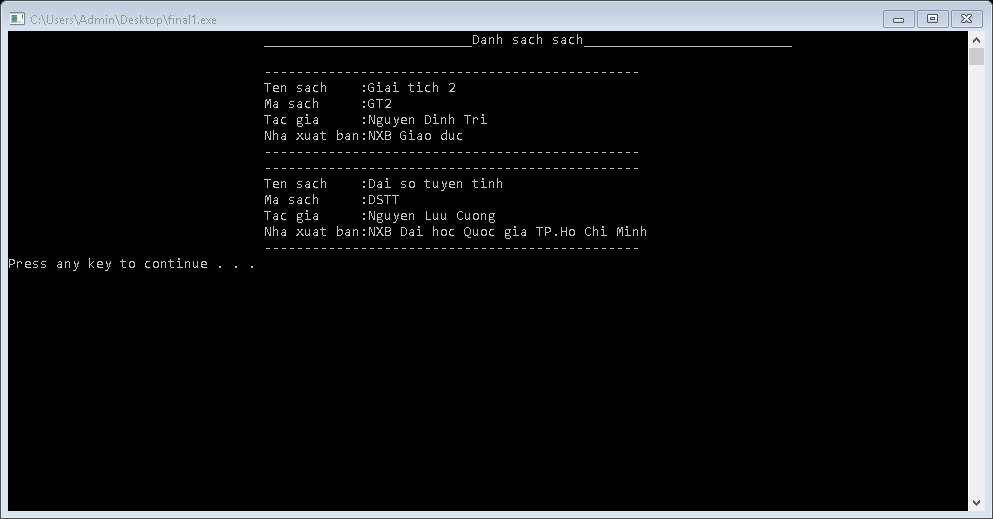 C:\Users\Admin\Desktop\final1.exe
__________________________Danh sach sach__________________________
-----------------------------------------------
Ten sach    :Giai tich 2
Ma sach     :GT2
Tac gia     :Nguyen Dinh Tri
Nha xuat ban:NXB Giao duc
-----------------------------------------------
-----------------------------------------------
Ten sach    :Dai so tuyen tinh
Ma sach     :DSTT
Tac gia     :Nguyen Luu Cuong
Nha xuat ban:NXB Dai hoc Quoc gia TP.Ho Chi Minh
-----------------------------------------------
Press any key to continue . . .